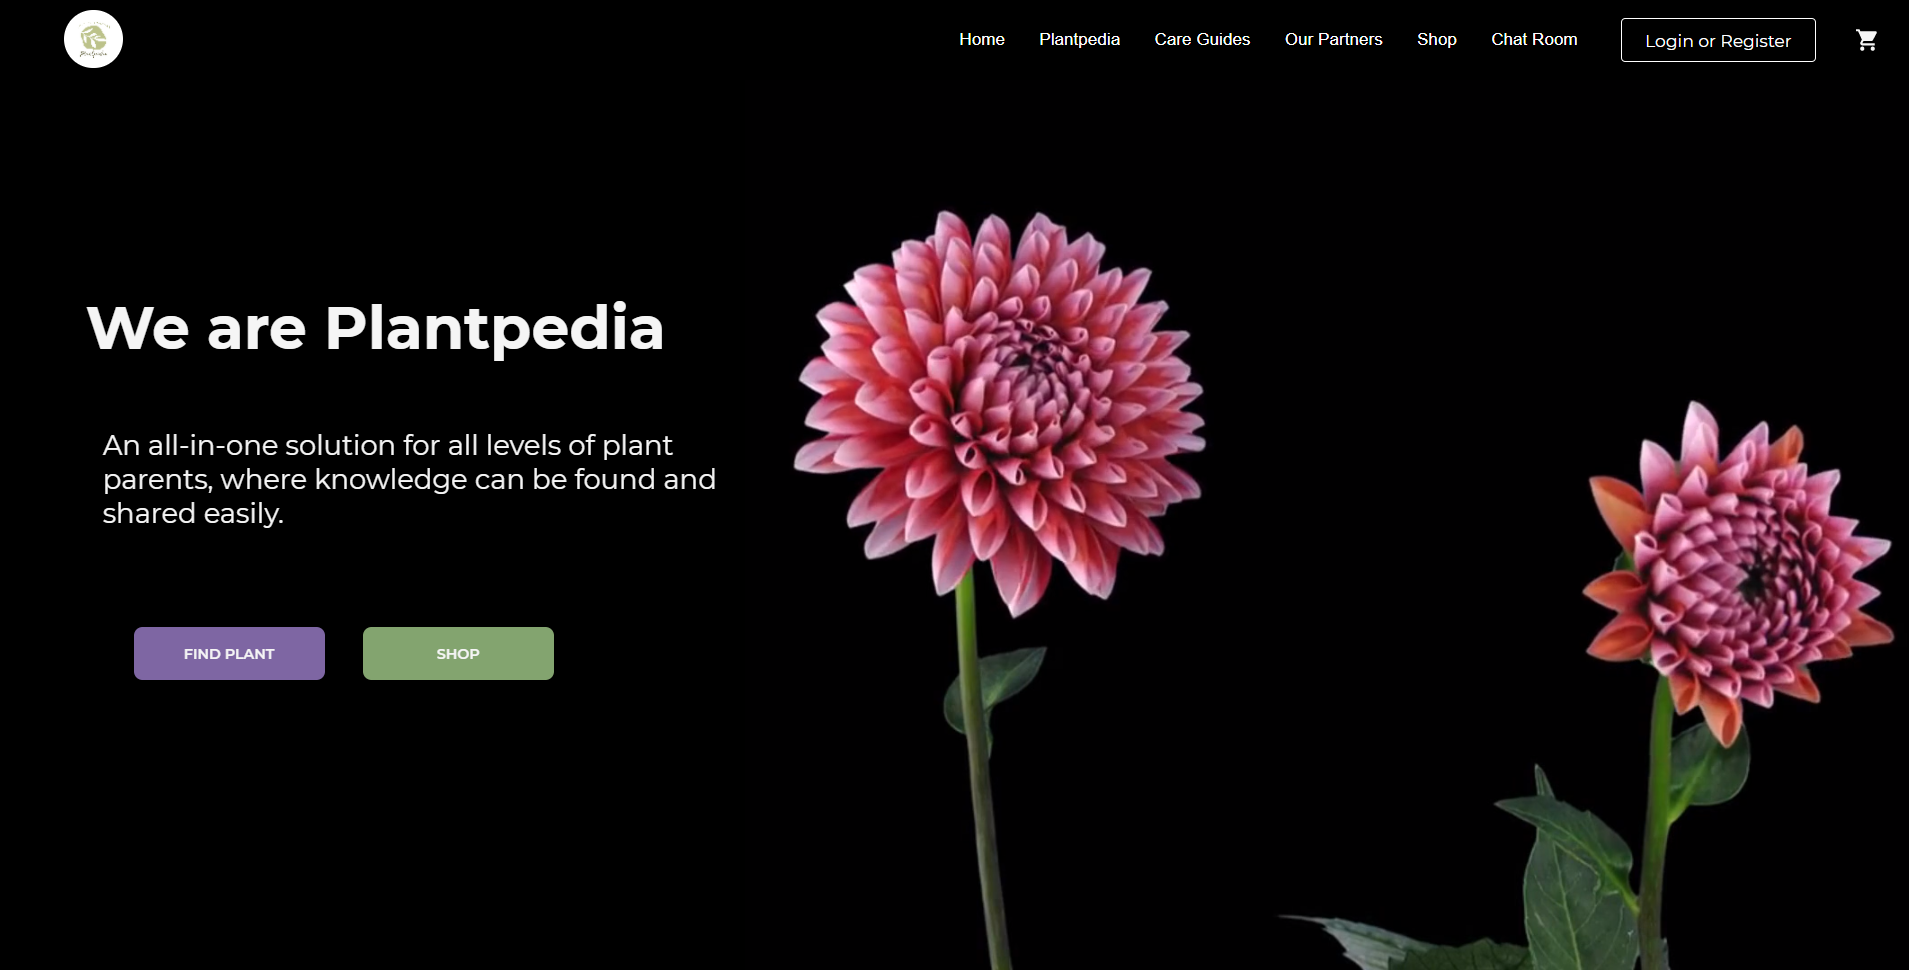 Home Plantpedia Care Guides Our Partners Shop Chat Room Login or Register
We are Plantpedia
An all-in-one solution for all levels of plant
parents, where knowledge can be found and
shared easily.
FIND PLANT SHOP